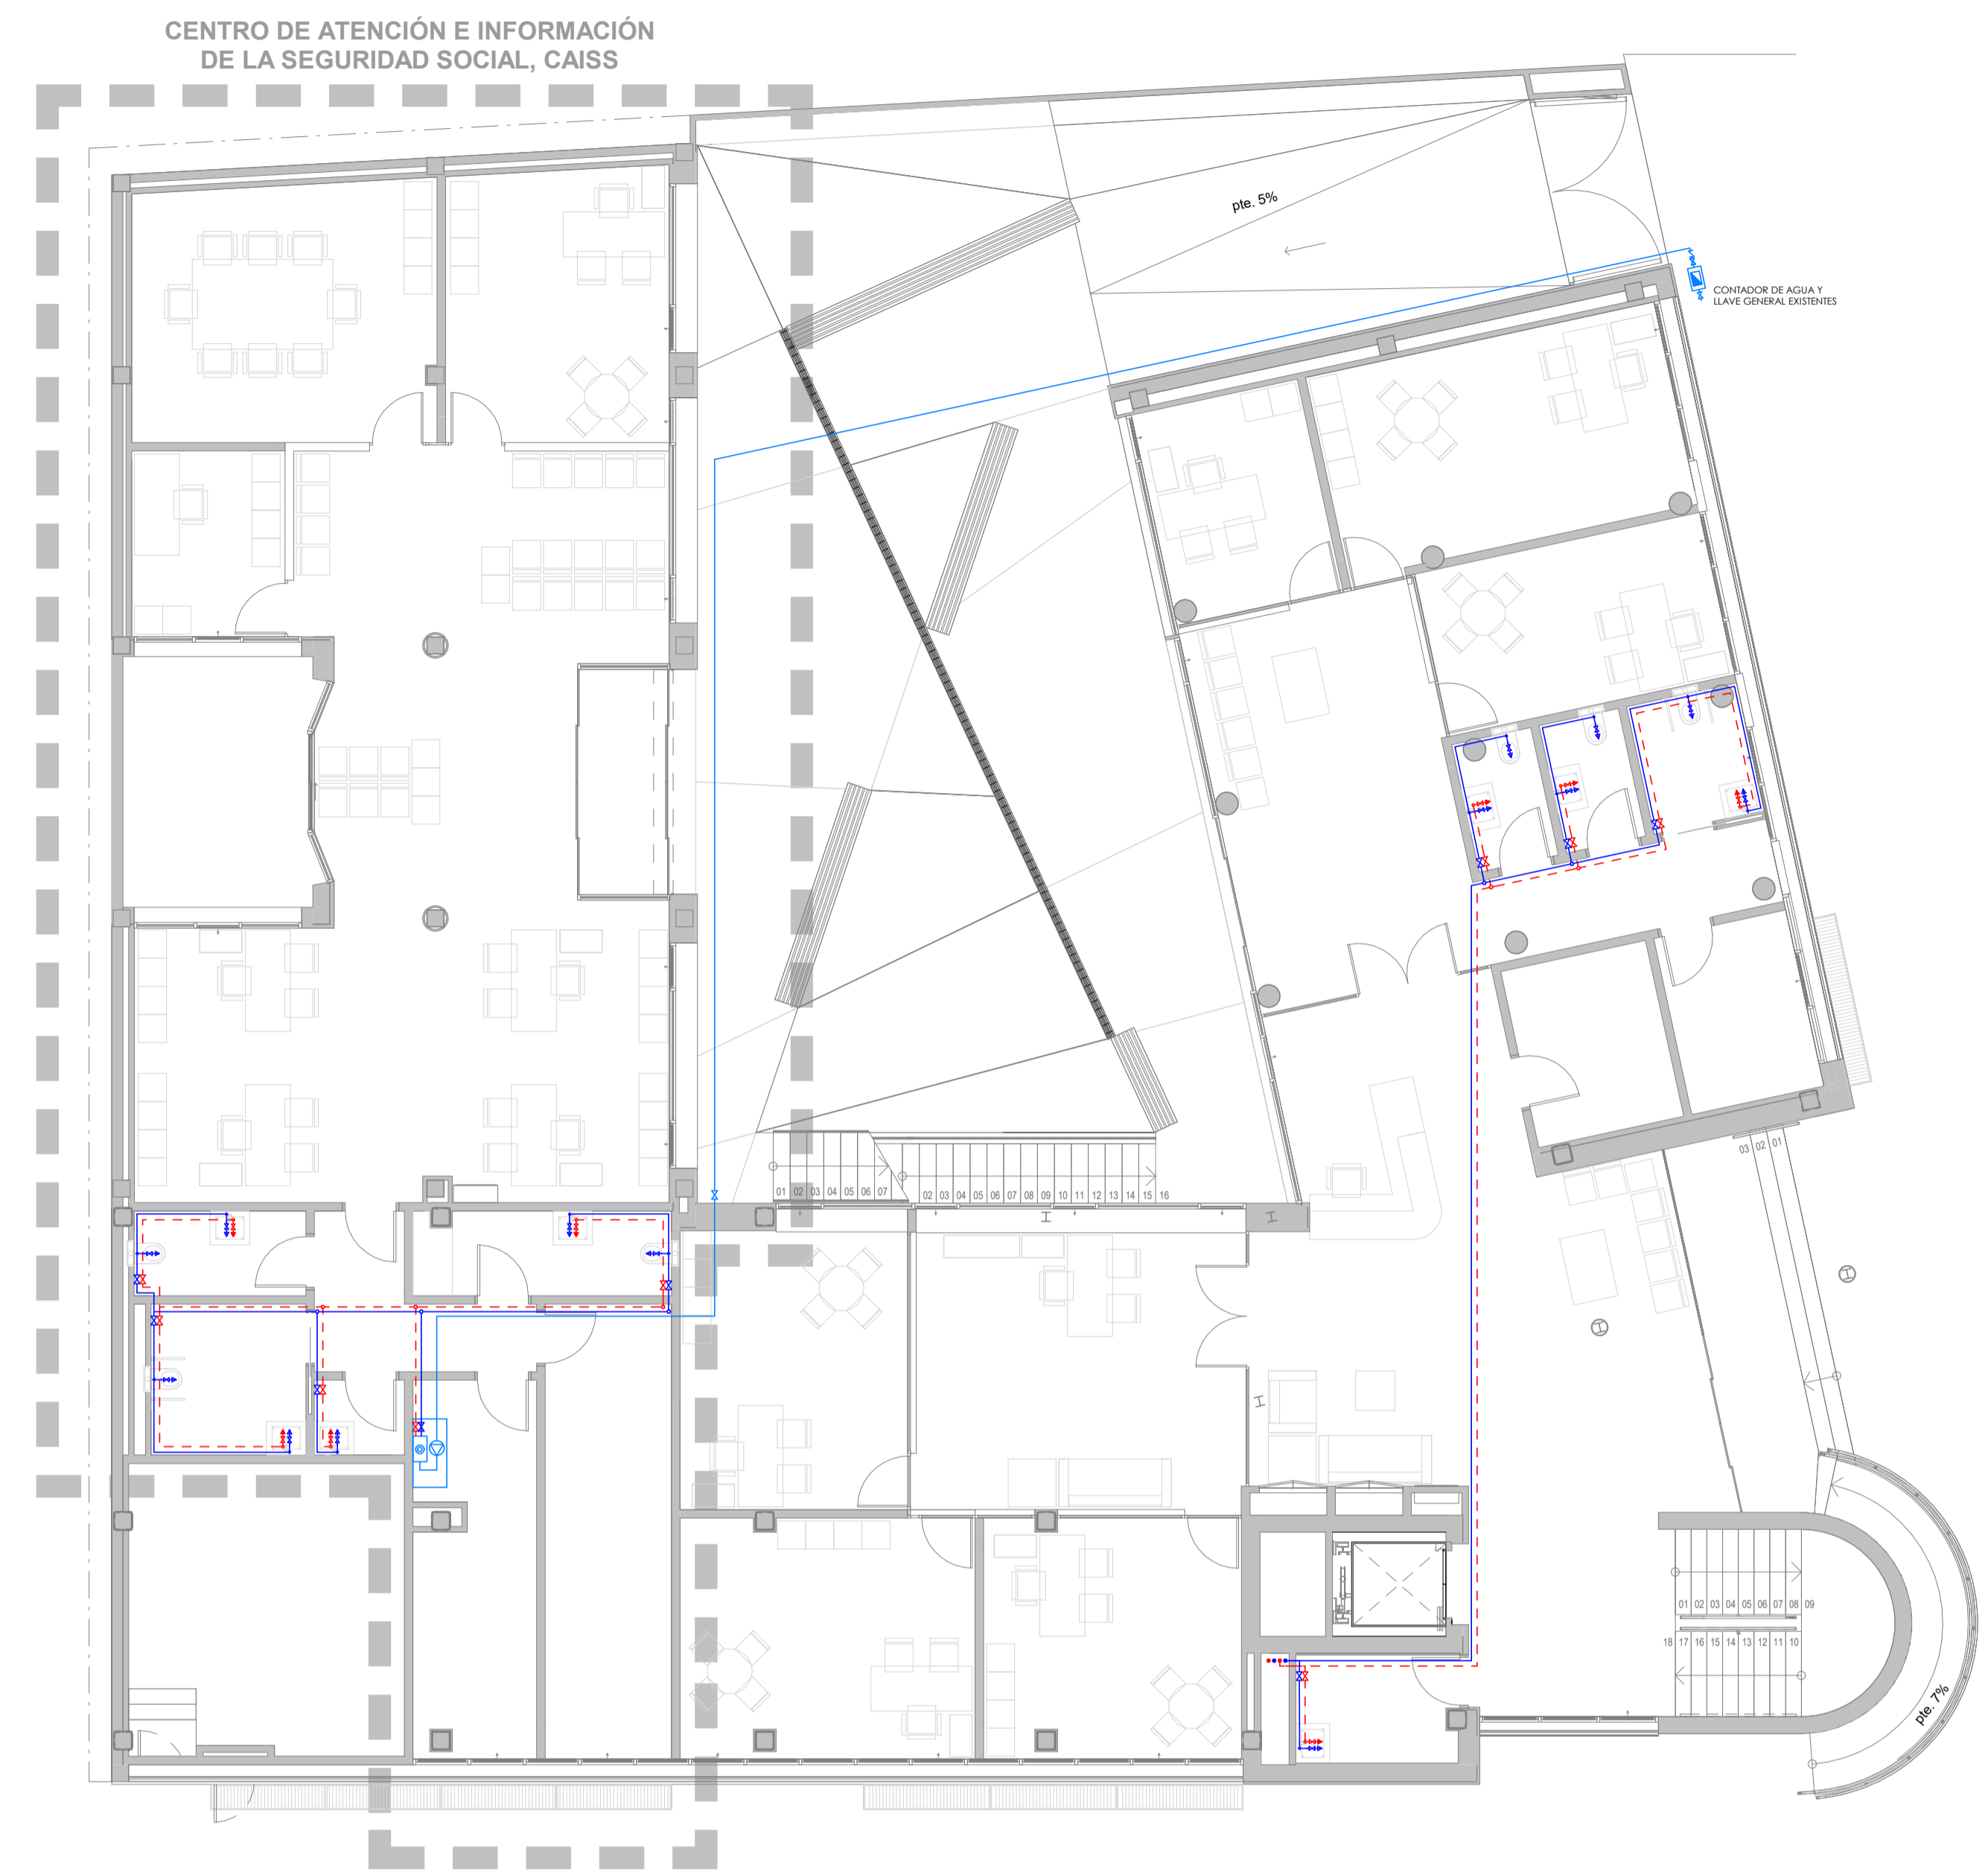 CENTRO DE ATENCIÓN E INFORMACIÓN
DE LA SEGURIDAD SOCIAL, CAISS
pte. 5%
CONTADOR DE AGUA Y
LLAVE GENERAL EXISTENTES
03 02 01
01 02 03 04 05 06 07
02 03 04 05 06 07 08 09 10 11 12 13 14 15 16
01 02 03 04 05 06 07 08 09
18 17 16 15 14 13 12 11 10
pte. 7%